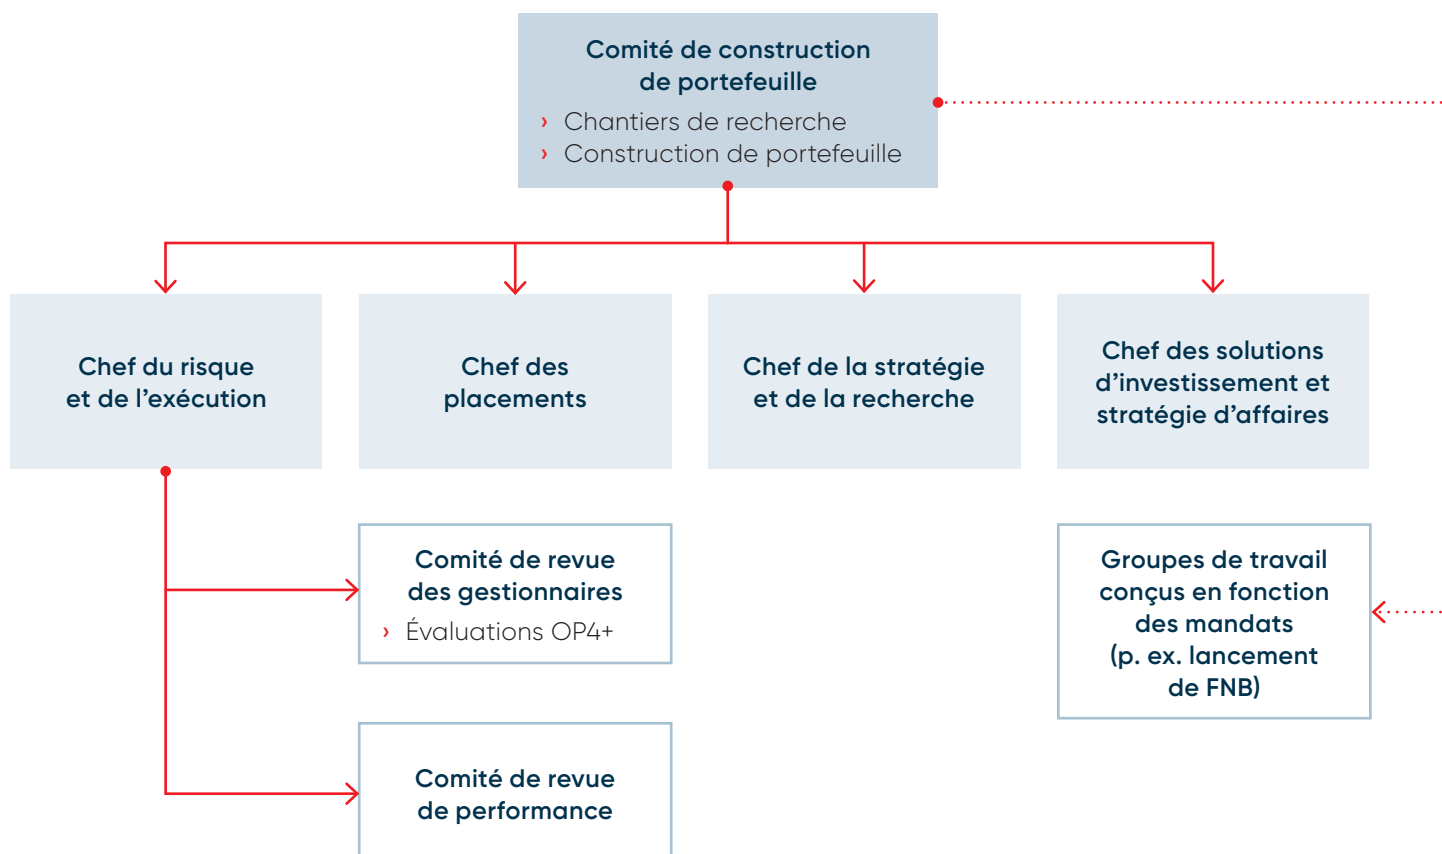 Comité de construction
de portefeuille
› Chantiers de recherche
› Construction de portefeuille
Chef du risque
et de l’exécution
Chef des
placements
Chef de la stratégie
et de la recherche
Chef des solutions
d’investissement et
stratégie d’affaires
Comité de revue
des gestionnaires
› Évaluations OP4+
Groupes de travail
conçus en fonction
des mandats
(p. ex. lancement
de FNB)
Comité de revue
de performance